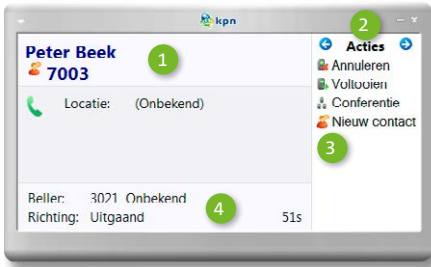 kpn
2
Peter Beek
1
7003
Acties
Annuleren
Voltooien
Locatie: (Onbekend)
Conferentie
Nieuw contact
3
Beller: 3021 Onbekend
4
Richting: Uitgaand 51s